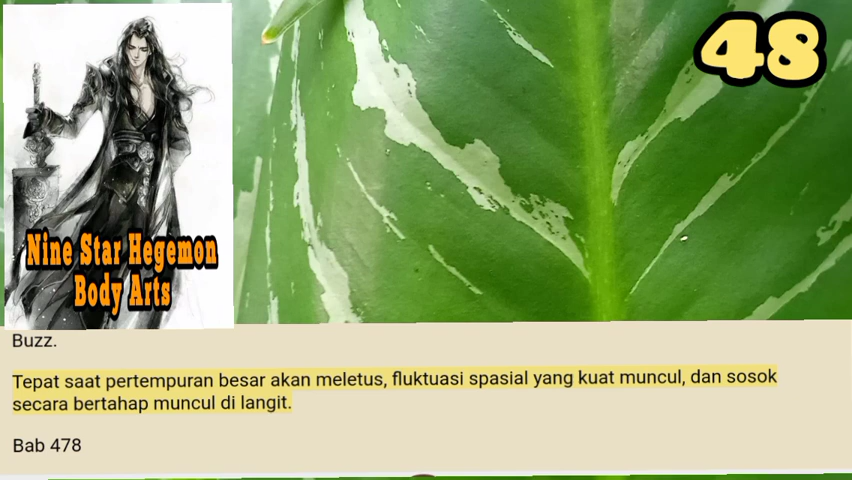 48
Nine Star Hegemon
Body Arts
Buzz.
Tepat saat pertempuran besar akan meletus, fluktuasi spasial yang kuat muncul, dan sosok
secara bertahap muncul di langit.
Bab 478